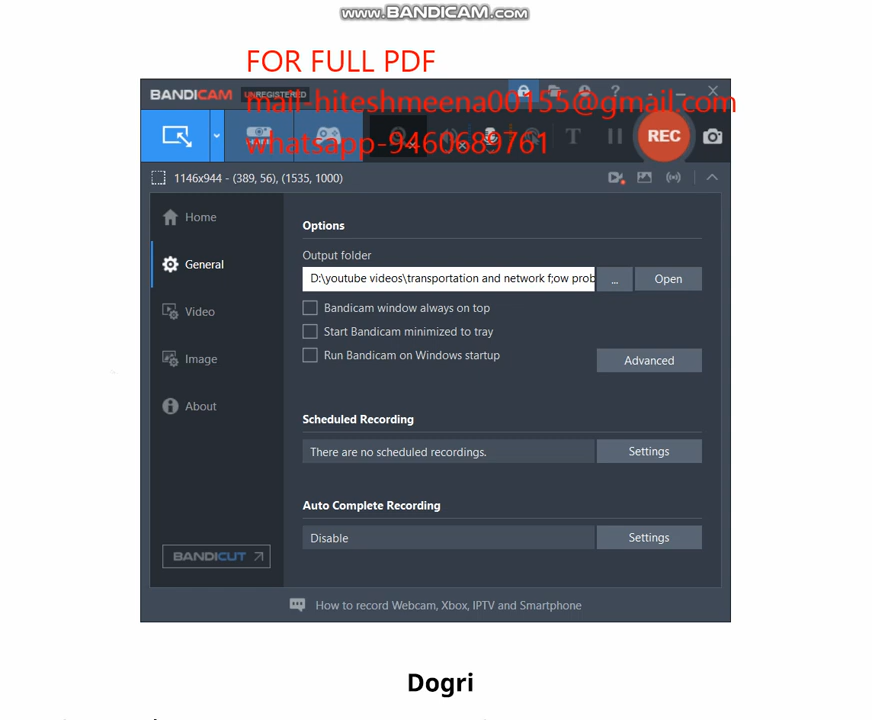 WWW.BANDICAM.COM
FOR FULL PDF
BANDICAM UNREGISTERED
mail-hiteshmeena00155@gmail.com
whatsapp-9460689761
REC
1146x944 - (389, 56), (1535, 1000)
Home
General
Video
Image
About
BANDICUT
Options
Output folder
D:\youtube videos\transportation and network f;ow prob
...
Open
Bandicam window always on top
Start Bandicam minimized to tray
Run Bandicam on Windows startup
Advanced
Scheduled Recording
There are no scheduled recordings.
Settings
Auto Complete Recording
Disable
Settings
How to record Webcam, Xbox, IPTV and Smartphone
Dogri